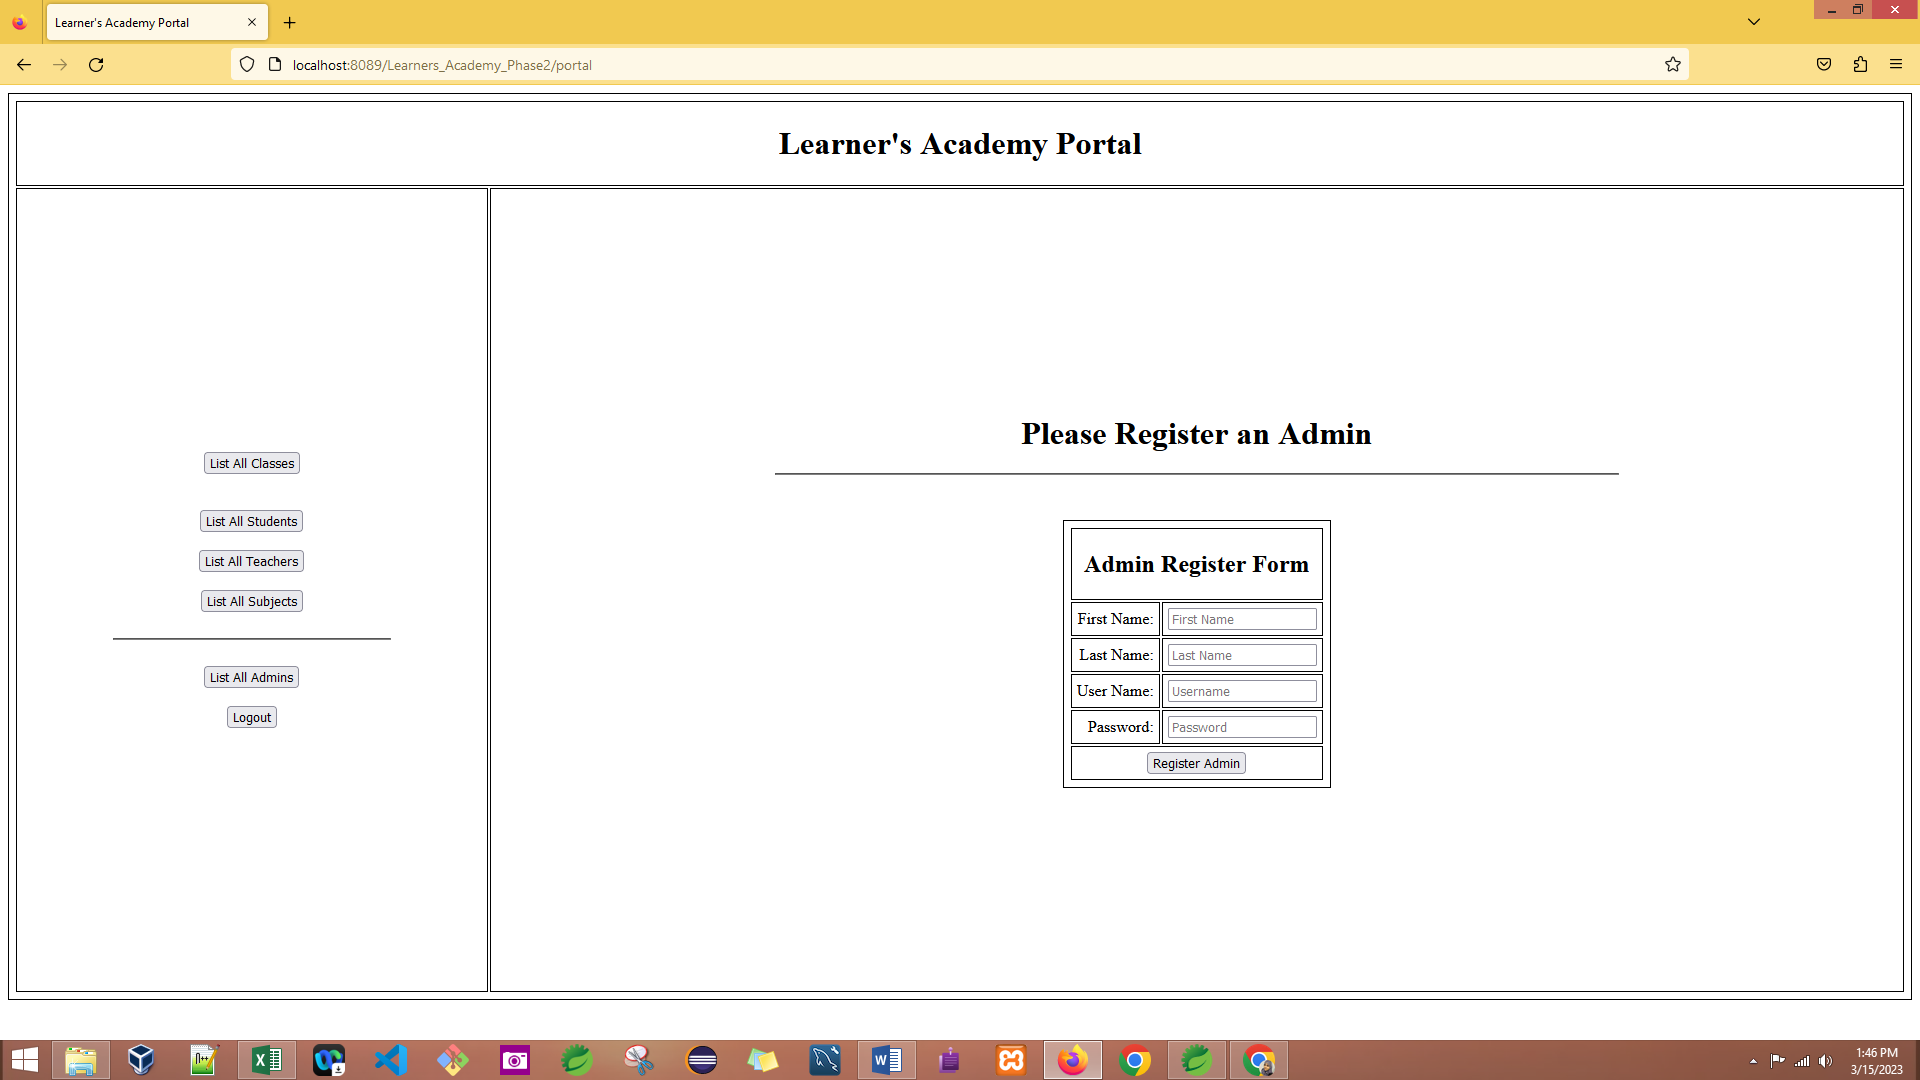 Learner's Academy Portal
localhost:8089/Learners_Academy_Phase2/portal
Learner's Academy Portal
List All Classes
List All Students
List All Teachers
List All Subjects
List All Admins
Logout
Please Register an Admin
Admin Register Form
First Name: First Name
Last Name: Last Name
User Name: Username
Password: Password
Register Admin
1:46 PM
3/15/2023